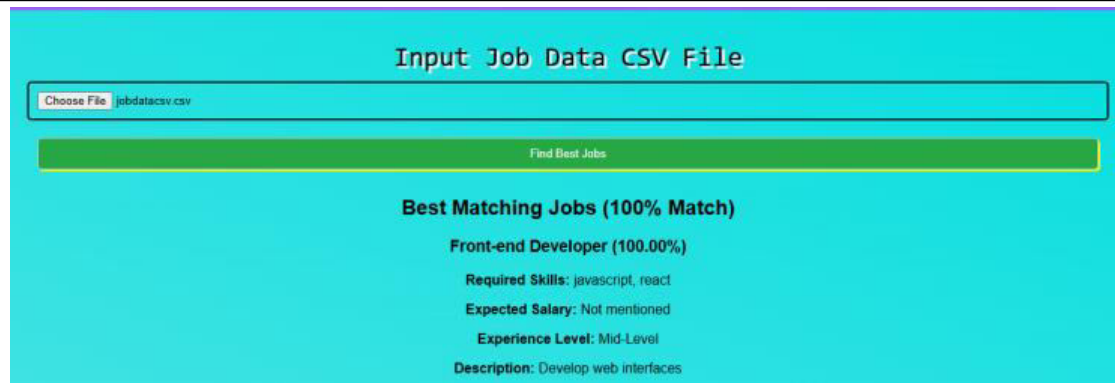 Input Job Data CSV File
Choose File jobdatacsv.csv
Find Best Jobs
Best Matching Jobs (100% Match)
Front-end Developer (100.00%)
Required Skills: javascript, react
Expected Salary: Not mentioned
Experience Level: Mid-Level
Description: Develop web interfaces